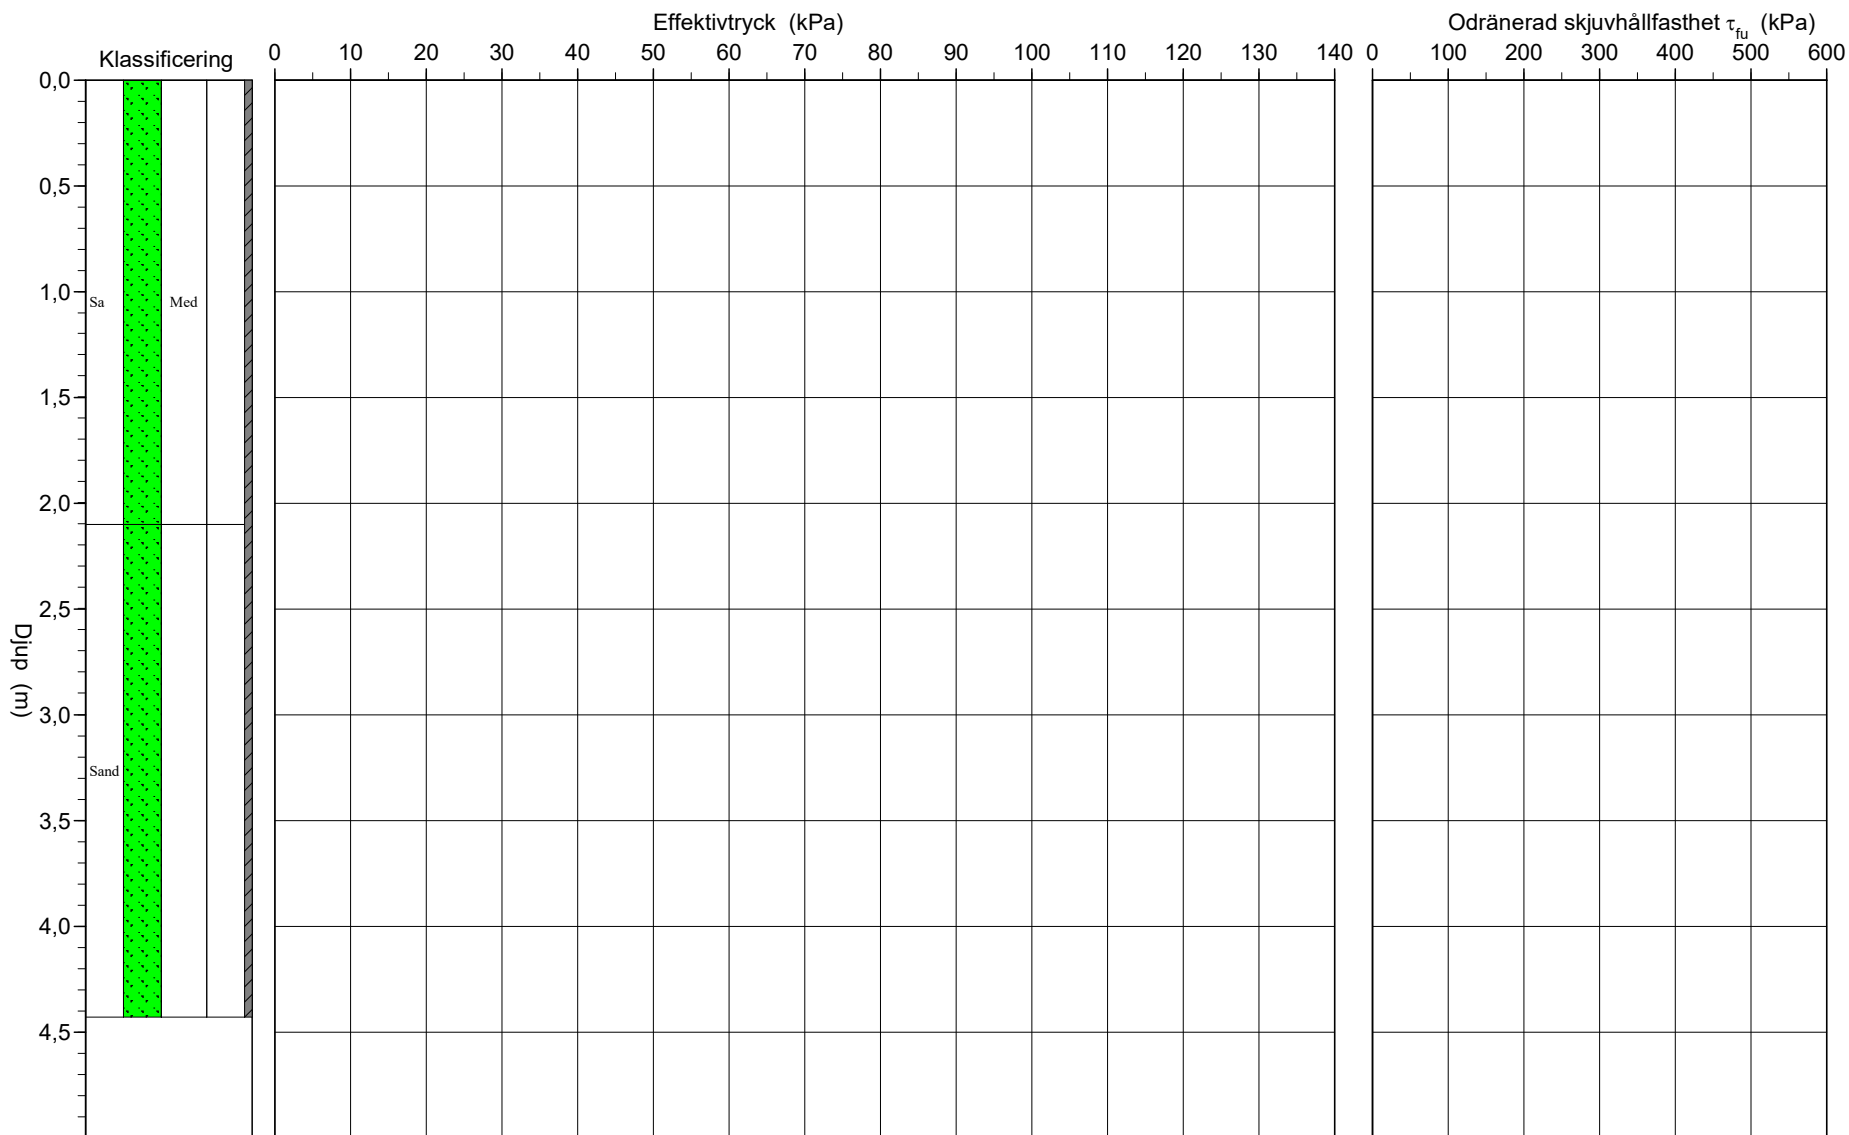 Effektivtryck (kPa)
Odränerad skjuvhållfasthet τfu (kPa)
Klassificering
0 10 20 30 40 50 60 70 80 90 100 110 120 130 140
0 100 200 300 400 500 600
0,0
0,5
1,0
Sa Med
1,5
2,0
2,5
Djup (m)
3,0
Sand
3,5
4,0
4,5